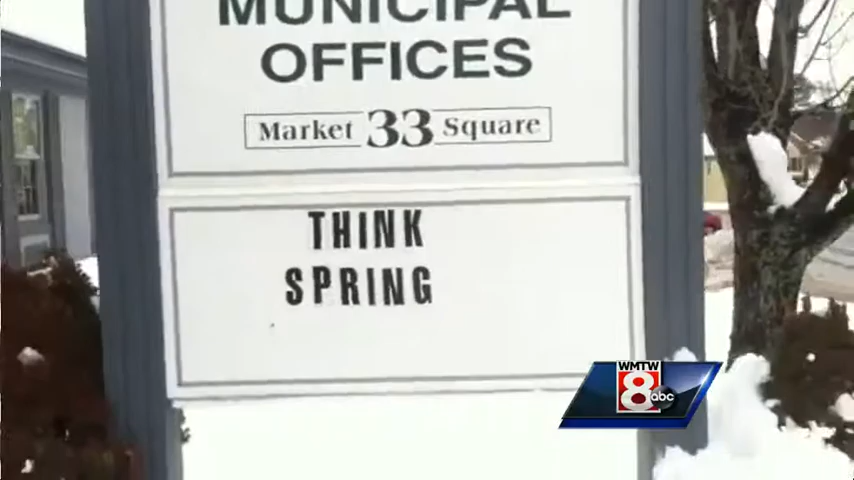 MUNICIPAL
OFFICES
Market 33 Square
THINK
SPRING
WMTW
8 abc